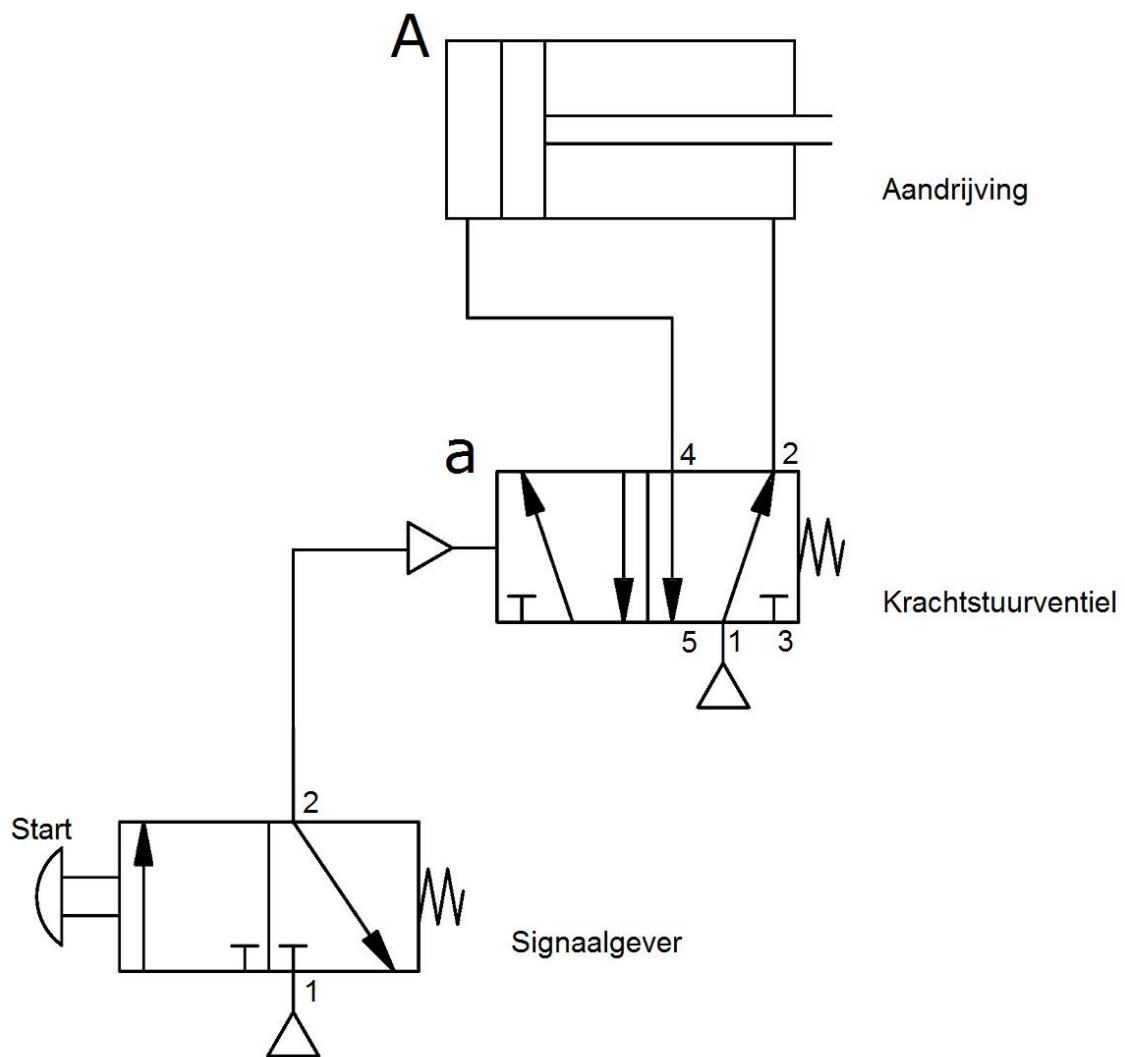 A
Aandrijving
a
4
2
Krachtstuurventiel
5
1
3
2
Start
Signaalgever
1